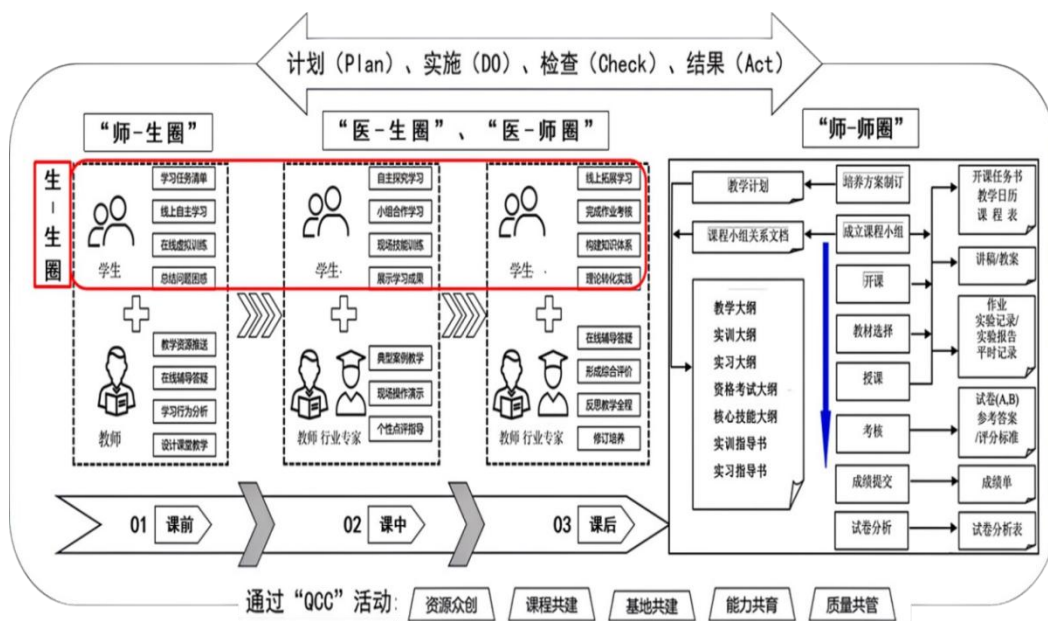 计划（Plan）、实施（DO）、检查（Check）、结果（Act）
“师-生圈”
“医-生圈”、“医-师圈”
“师-师圈”
生-生圈
学习任务清单
线上自主学习
在线虚拟训练
总结问题困惑
学生
自主探究学习
小组合作学习
现场技能训练
展示学习成果
学生.
线上拓展学习
完成作业考核
构建知识体系
理论转化实践
学生 .
教学资源推送
在线辅导答疑
学习行为分析
设计课堂教学
教师
典型案例教学
现场操作演示
个性点评指导
教师 行业专家
在线辅导答疑
形成综合评价
反思教学全程
修订培养
教师 行业专家
01 课前
02 课中
03 课后
教学计划
课程小组关系文档
教学大纲
实训大纲
实习大纲
资格考试大纲
核心技能大纲
实训指导书
实习指导书
培养方案制订
成立课程小组
开课
教材选择
授课
考核
成绩提交
试卷分析
开课任务书
教学日历
课 程 表
讲稿/教案
作业
实验记录/
实验报告
平时记录
试卷(A,B)
参考答案
/评分标准
成绩单
试卷分析表
通过“QCC”活动: 资源众创 课程共建 基地共建 能力共育 质量共管